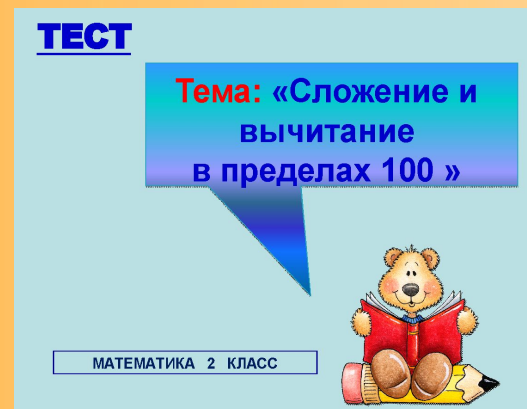 ТЕСТ
Тема: «Сложение и
вычитание
в пределах 100 »
МАТЕМАТИКА 2 КЛАСС